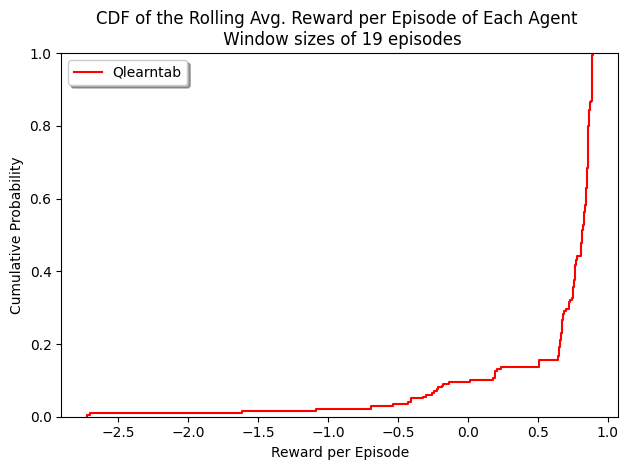 CDF of the Rolling Avg. Reward per Episode of Each Agent
Window sizes of 19 episodes
Qlearntab
1.0
0.8
0.6
0.4
0.2
0.0
Cumulative Probability
−2.5 −2.0 −1.5 −1.0 −0.5 0.0 0.5 1.0
Reward per Episode